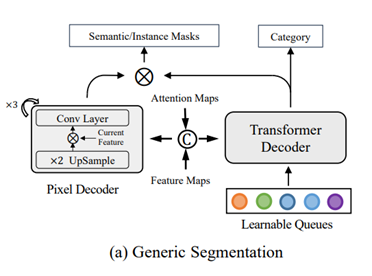 Semantic/Instance Masks
Category
×3
Attention Maps
Conv Layer
Current
Feature
×2 UpSample
C
Transformer
Decoder
Pixel Decoder
Feature Maps
Learnable Queues
(a) Generic Segmentation